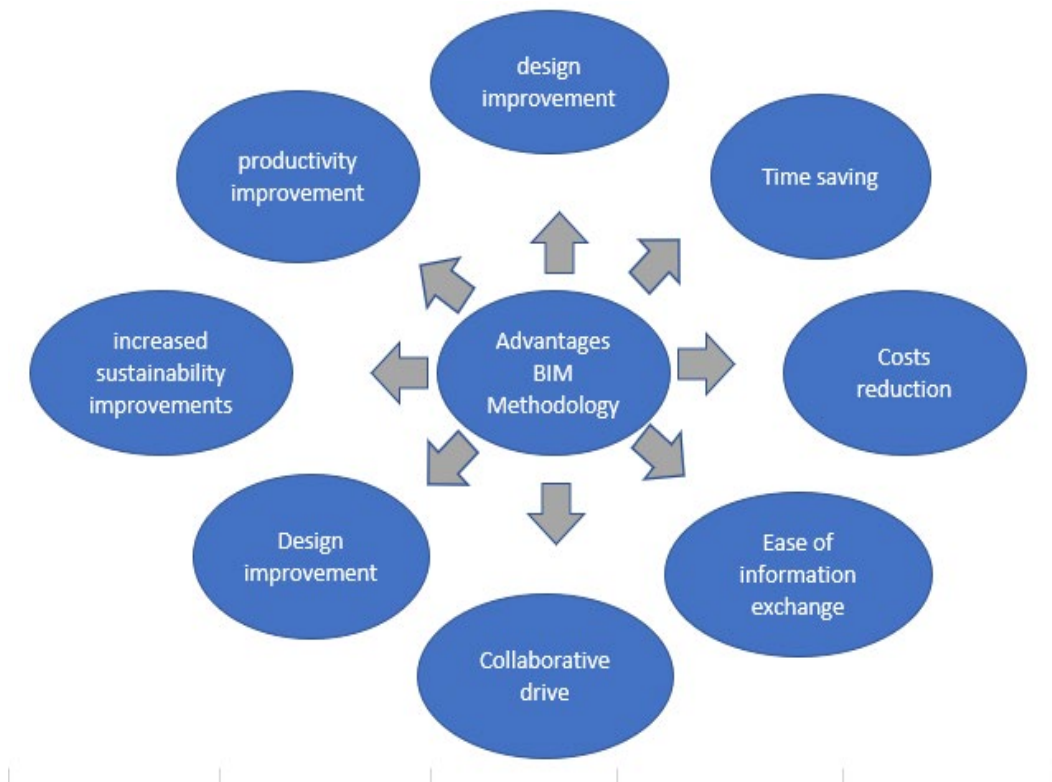 design
improvement
productivity
improvement
Time saving
increased
sustainability
improvements
Advantages
BIM
Methodology
Costs
reduction
Design
improvement
Ease of
information
exchange
Collaborative
drive